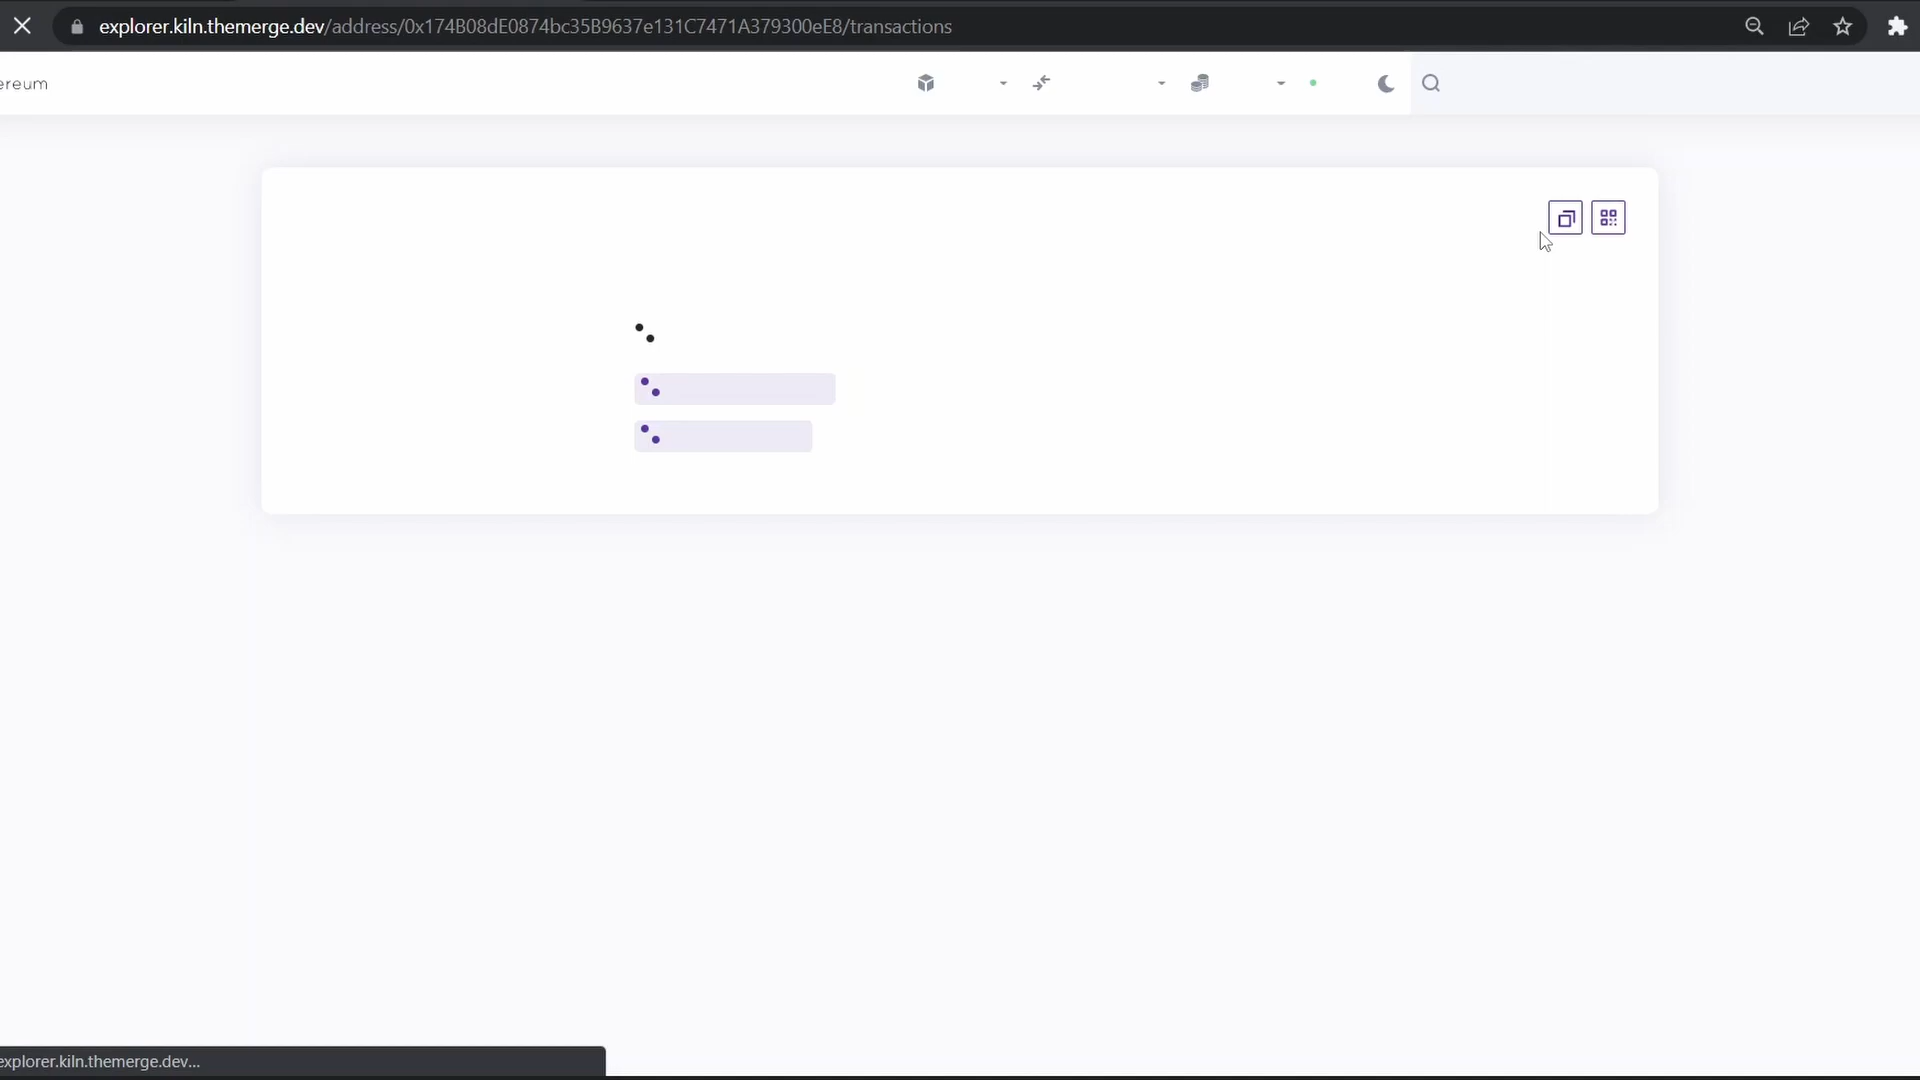 explorer.kiln.themerge.dev/address/0x174B08dE0874bc35B9637e131C7471A379300eE8/transactions
ereum
explorer.kiln.themerge.dev...